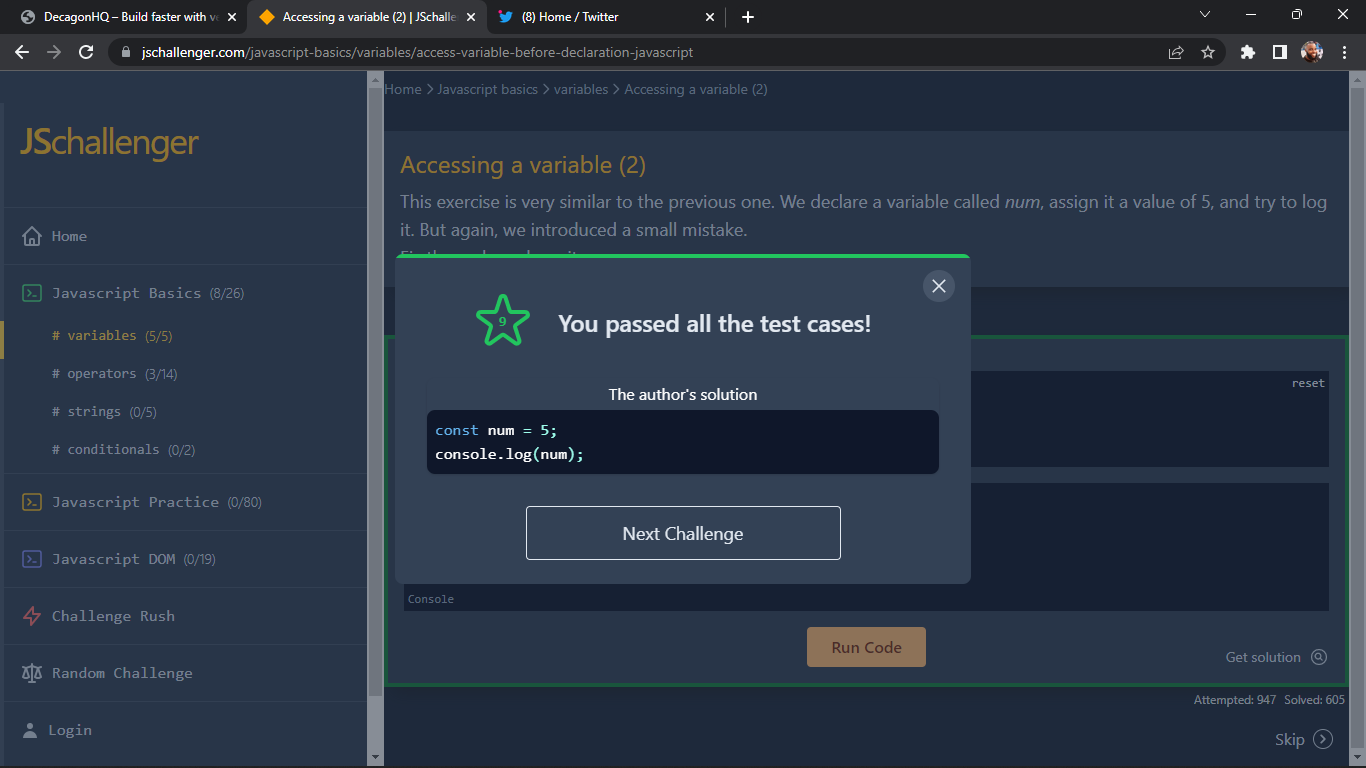 DecagonHQ – Build faster with ve
Accessing a variable (2) | JSchalle
(8) Home / Twitter
jschallenger.com/javascript-basics/variables/access-variable-before-declaration-javascript
Home > Javascript basics > variables > Accessing a variable (2)
JSchallenger
Home
Javascript Basics (8/26)
# variables (5/5)
# operators (3/14)
# strings (0/5)
# conditionals (0/2)
Javascript Practice (0/80)
Javascript DOM (0/19)
Challenge Rush
Random Challenge
Login
Accessing a variable (2)
This exercise is very similar to the previous one. We declare a variable called num, assign it a value of 5, and try to log
it. But again, we introduced a small mistake.
9
You passed all the test cases!
The author's solution
const num = 5;
console.log(num);
Next Challenge
reset
Console
Run Code
Get solution
Attempted: 947 Solved: 605
Skip